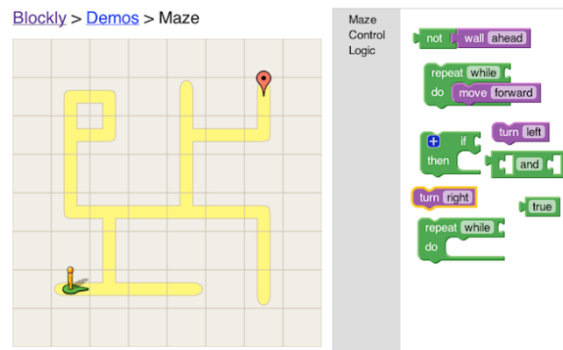 Blockly > Demos > Maze
Maze
Control
Logic
not wall ahead
repeat while
do move forward
if
then
turn left
and
turn right
true
repeat while
do